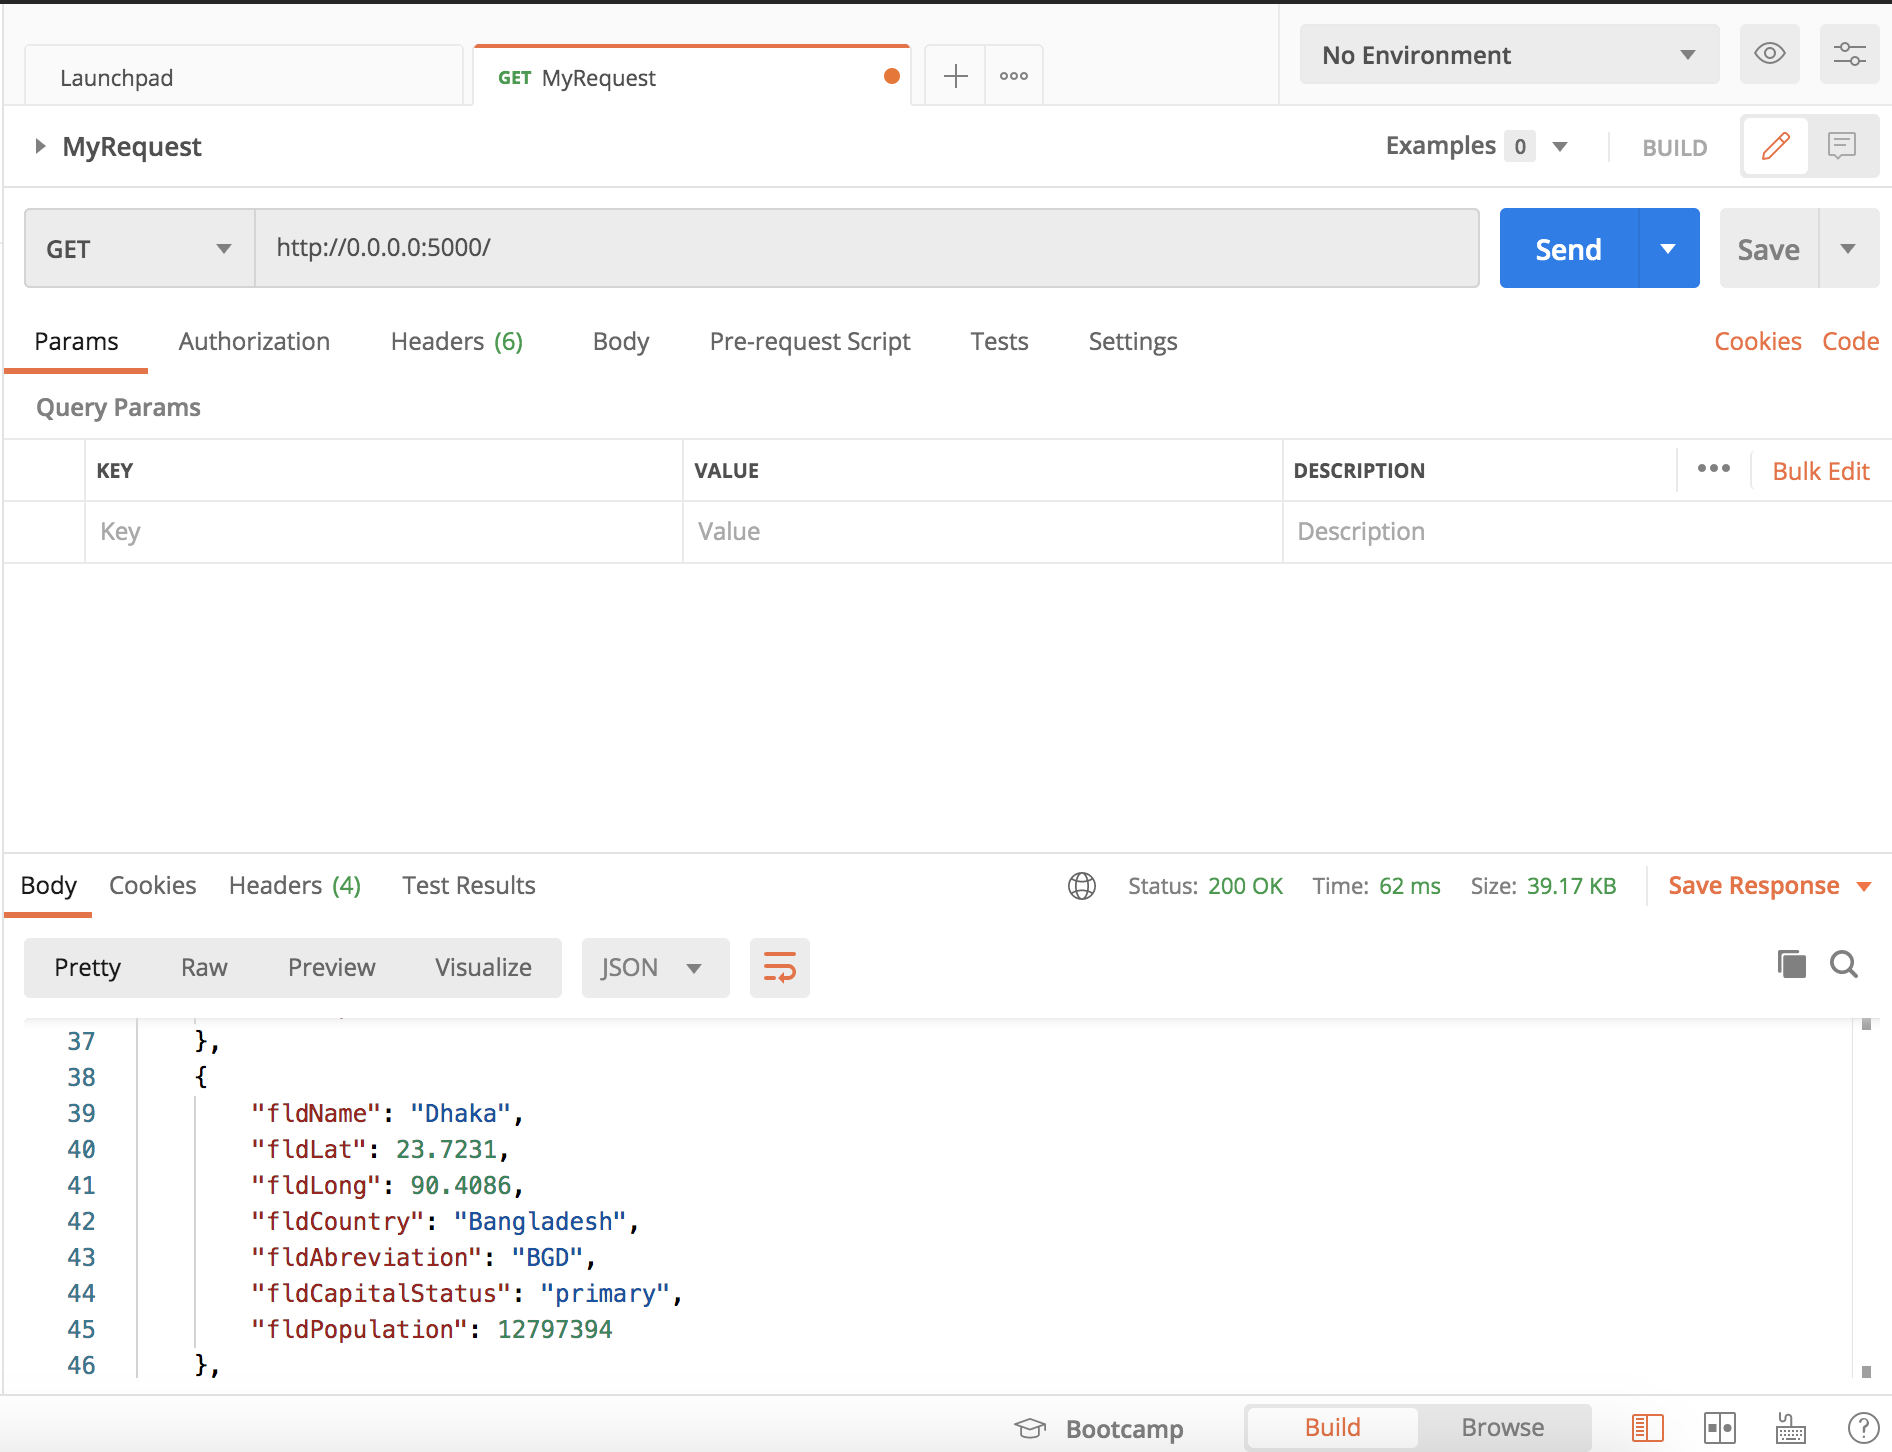 Launchpad
GET MyRequest
No Environment
MyRequest
Examples 0
BUILD
GET
http://0.0.0.0:5000/
Send
Save
Params Authorization Headers (6) Body Pre-request Script Tests Settings Cookies Code
Query Params
KEY VALUE DESCRIPTION Bulk Edit
Key Value Description
Body Cookies Headers (4) Test Results Status: 200 OK Time: 62 ms Size: 39.17 KB Save Response
Pretty Raw Preview Visualize JSON
37 },
38 {
39 "fldName": "Dhaka",
40 "fldLat": 23.7231,
41 "fldLong": 90.4086,
42 "fldCountry": "Bangladesh",
43 "fldAbreviation": "BGD",
44 "fldCapitalStatus": "primary",
45 "fldPopulation": 12797394
46 },
Bootcamp Build Browse